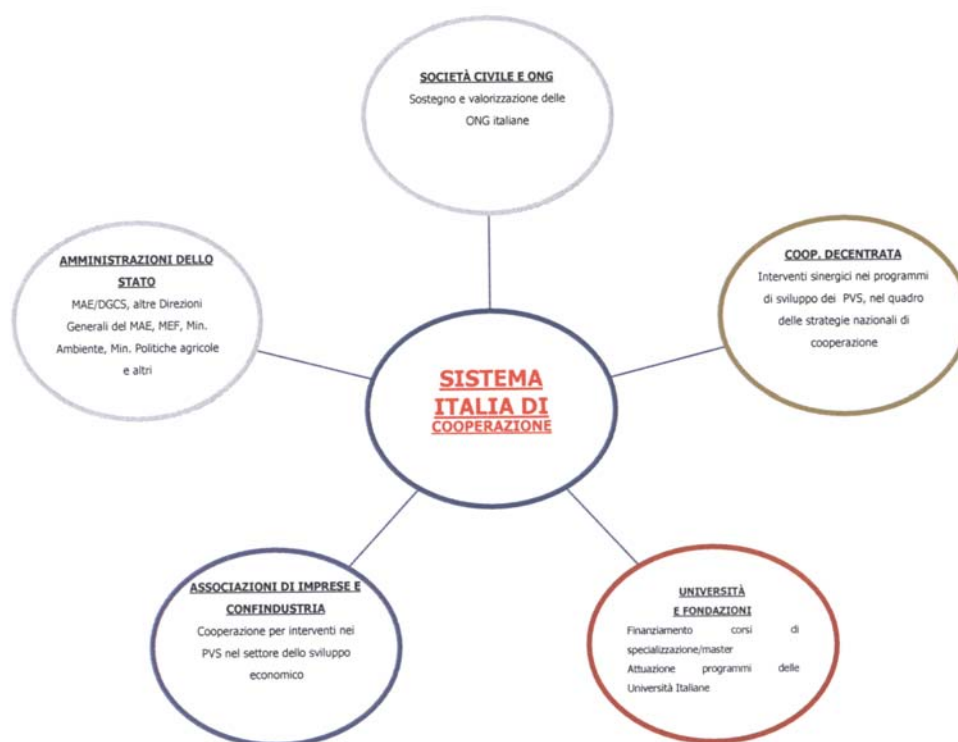 SOCIETÀ CIVILE E ONG
Sostegno e valorizzazione delle
ONG italiane
AMMINISTRAZIONI DELLO
STATO
MAE/DGCS, altre Direzioni
Generali del MAE, MEF, Min.
Ambiente, Min. Politiche agricole
e altri
COOP. DECENTRATA
Interventi sinergici nei programmi
di sviluppo dei PVS, nel quadro
delle strategie nazionali di
cooperazione
SISTEMA
ITALIA DI
COOPERAZIONE
ASSOCIAZIONI DI IMPRESE E
CONFINDUSTRIA
Cooperazione per interventi nei
PVS nel settore dello sviluppo
economico
UNIVERSITÀ
E FONDAZIONI
Finanziamento corsi di
specializzazione/master
Attuazione programmi delle
Università Italiane